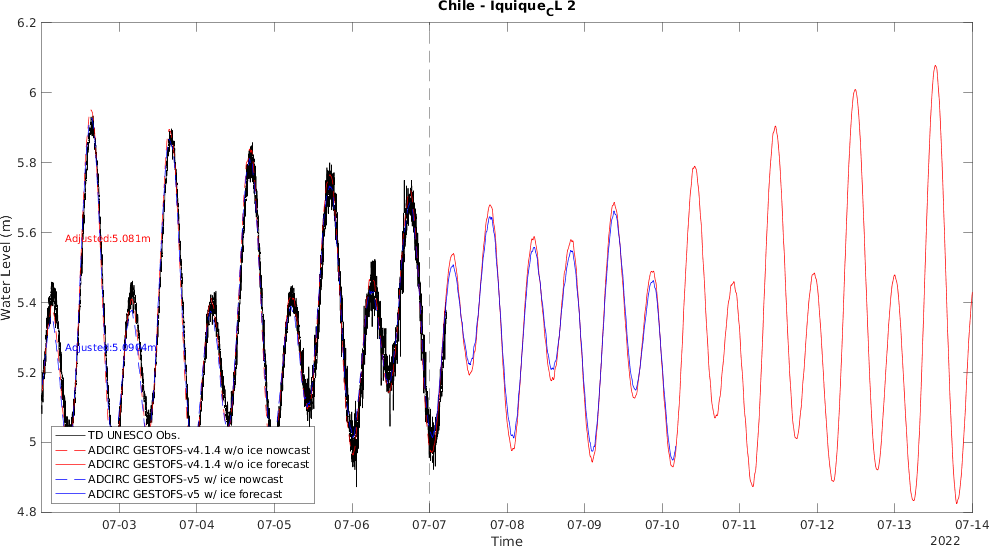 Chile - Iquique_CL 2
6.2
6
5.8
5.6
5.4
5.2
5
4.8
Water Level (m)
Adjusted:5.081m
TD UNESCO Obs.
ADCIRC GESTOFS-v4.1.4 w/o ice nowcast
ADCIRC GESTOFS-v4.1.4 w/o ice forecast
ADCIRC GESTOFS-v5 w/ ice nowcast
ADCIRC GESTOFS-v5 w/ ice forecast
07-03 07-04 07-05 07-06 07-07 07-08 07-09 07-10 07-11 07-12 07-13 07-14
Time
2022